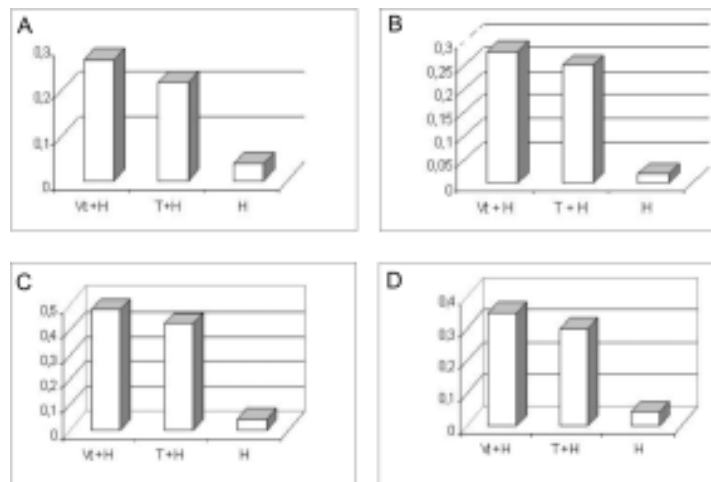 A
0,3
0,2
0,1
0
Vt+H
T+H
H
B
0,3
0,25
0,2
0,15
0,1
0,05
0
Vt + H
T + H
H
C
0,5
0,4
0,3
0,2
0,1
0
Vt+H
T+H
H
D
0,4
0,3
0,2
0,1
0
Vt+H
T+H
H